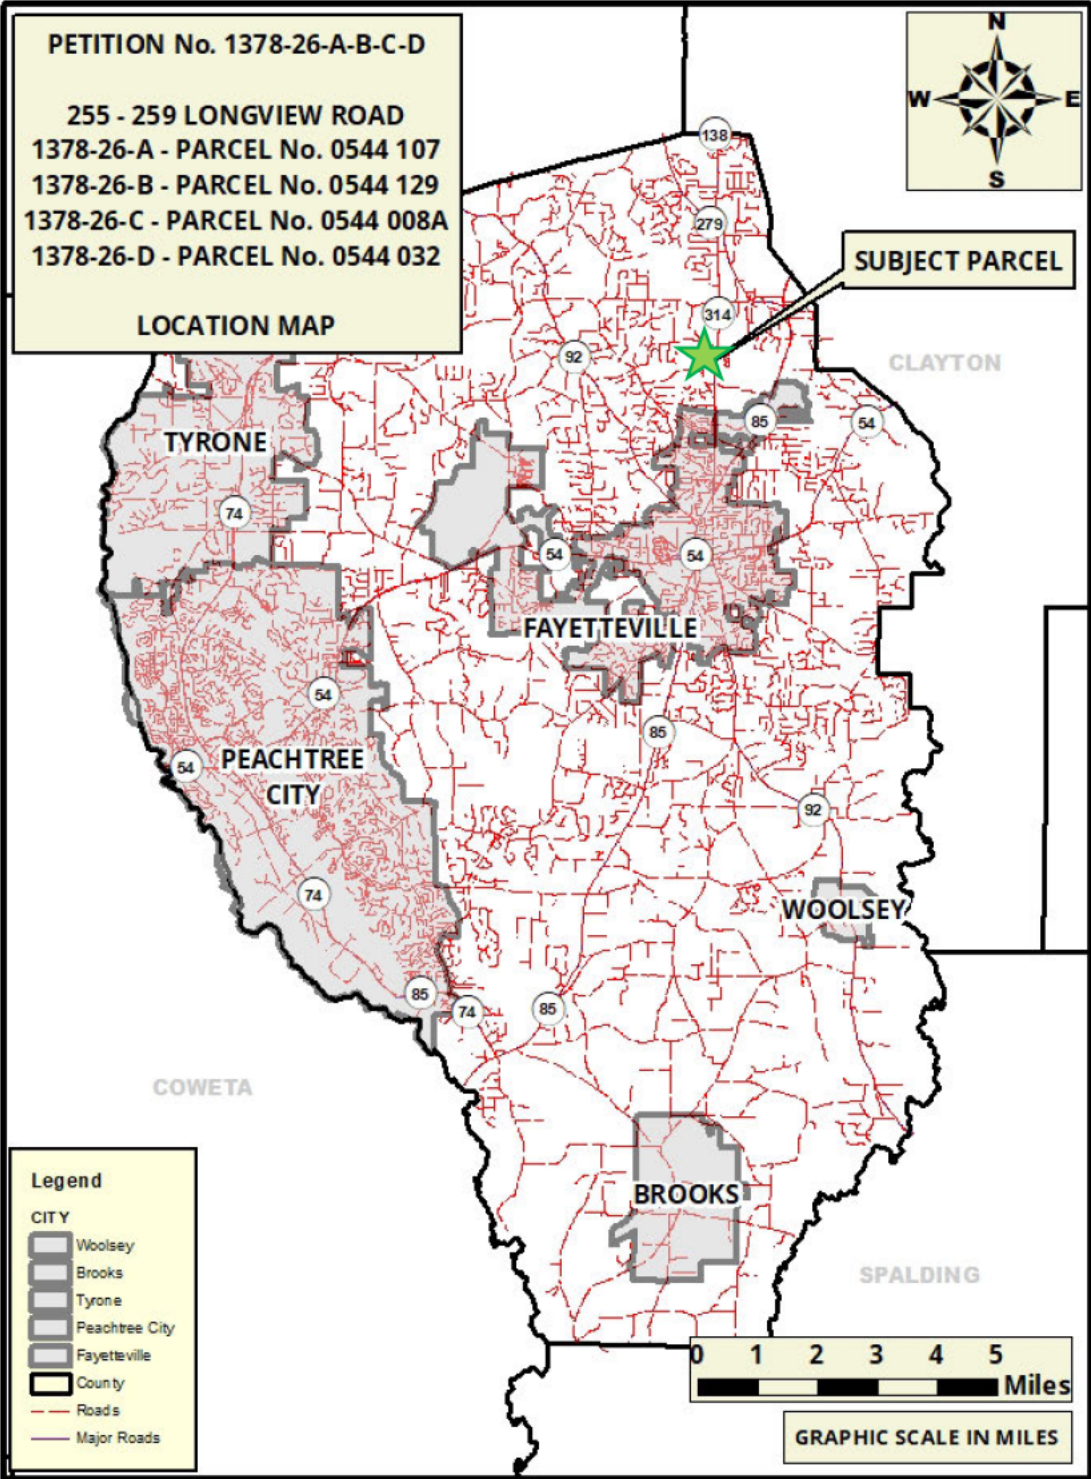 PETITION No. 1378-26-A-B-C-D
255 - 259 LONGVIEW ROAD
1378-26-A - PARCEL No. 0544 107
1378-26-B - PARCEL No. 0544 129
1378-26-C - PARCEL No. 0544 008A
1378-26-D - PARCEL No. 0544 032
LOCATION MAP
N
W
E
S
138
279
SUBJECT PARCEL
314
92
CLAYTON
85
54
TYRONE
74
54
54
FAYETTEVILLE
54
85
54
PEACHTREE
CITY
92
74
WOOLSEY
85
74
85
COWETA
BROOKS
SPALDING
Legend
CITY
Woolsey
Brooks
Tyrone
Peachtree City
Fayetteville
County
Roads
Major Roads
0 1 2 3 4 5
Miles
GRAPHIC SCALE IN MILES